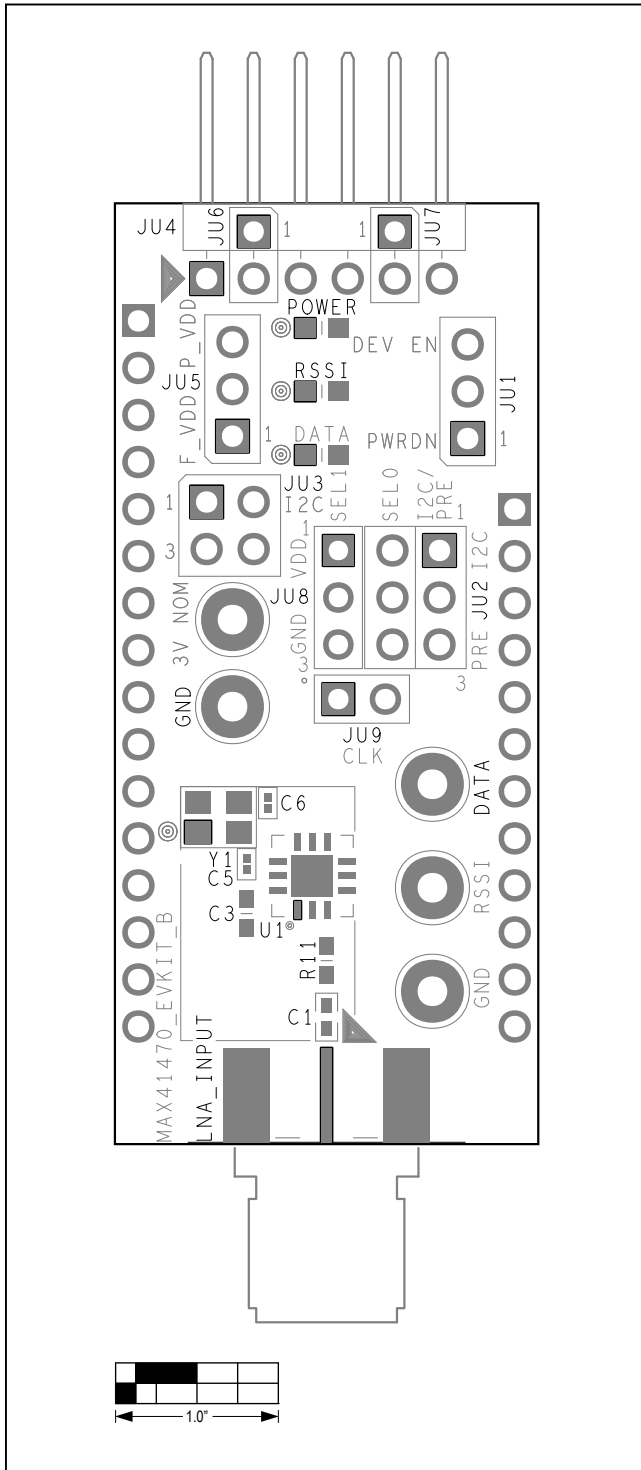 JU4
JU6
1
1
JU7
POWER
F_VDD P_VDD
JU5
RSSI
DEV EN
JU1
1
DATA
PWRDN
1
JU3
I2C
1
3
SEL1
SEL0
I2C/
PRE
1
1
VDD
I2C
JU8
JU2
GND
PRE
3
3
3V NOM
GND
JU9
CLK
DATA
C6
Y1
C5
RSSI
C3
U1
R11
C1
GND
MAX41470_EVKIT_B
LNA_INPUT
1.0"